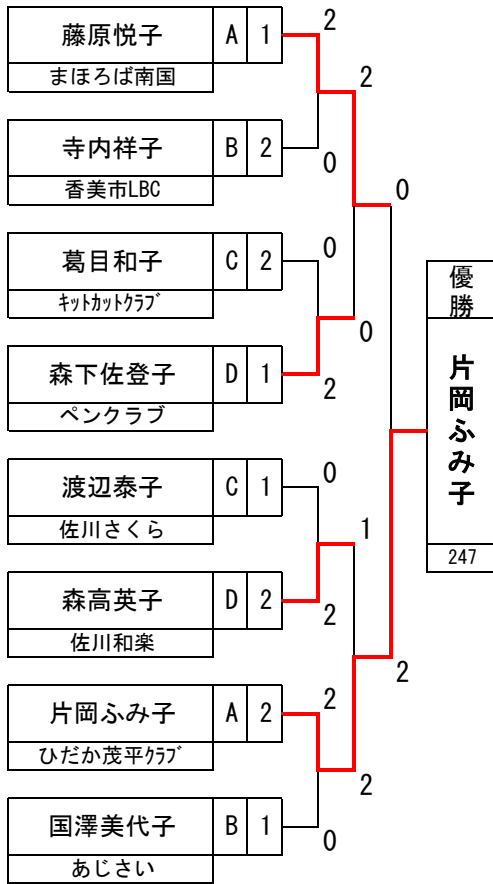 藤原悦子 A 1 2
まほろば南国
2
寺内祥子 B 2 0
香美市LBC
0
葛目和子 C 2 0
ｷｯﾄｶｯﾄｸﾗﾌﾞ
0
森下佐登子 D 1 2
ペンクラブ
渡辺泰子 C 1 0
佐川さくら
1
森高英子 D 2 2
佐川和楽
2
片岡ふみ子 A 2 2
ひだか茂平ｸﾗﾌﾞ
2
国澤美代子 B 1 0
あじさい
優勝
片岡ふみ子
247